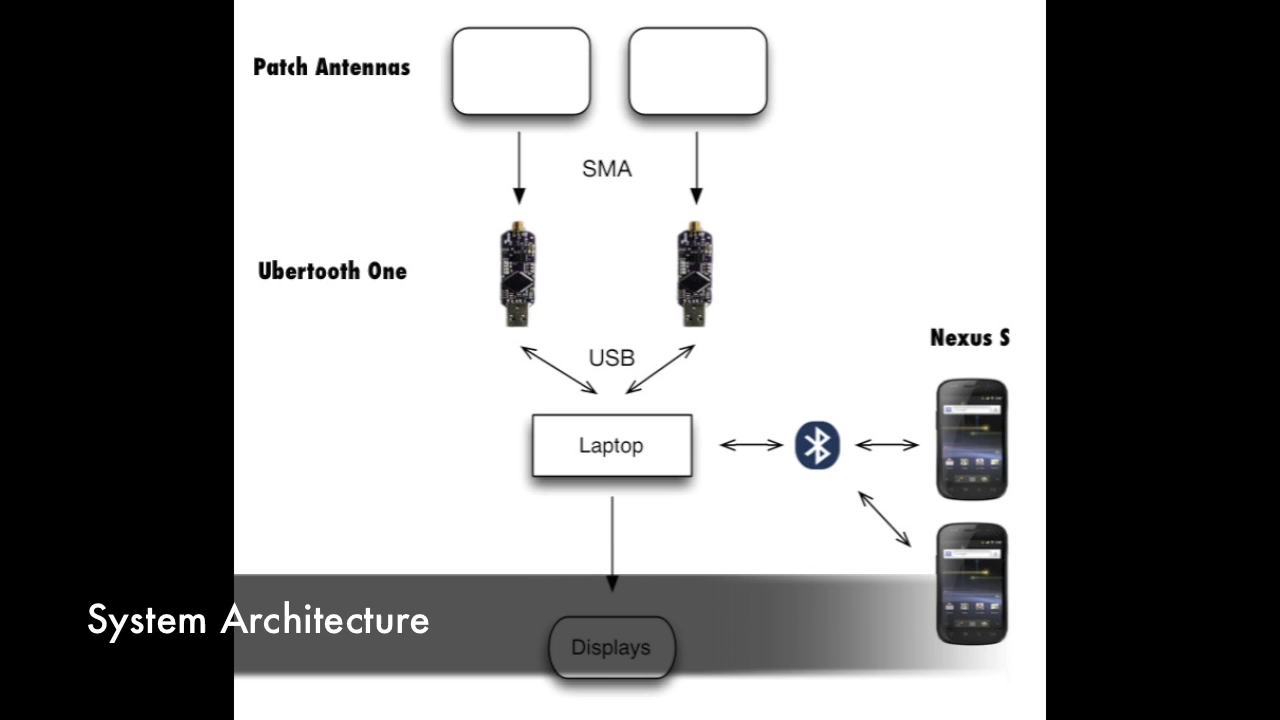 Patch Antennas
SMA
Ubertooth One
USB
Nexus S
Laptop
System Architecture
Displays